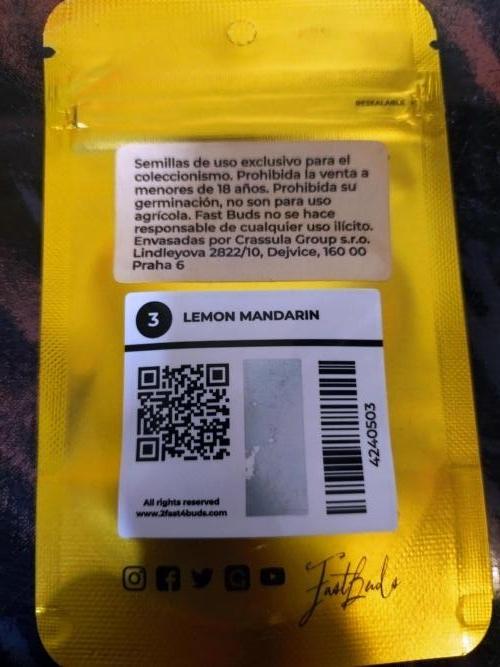 RESEALABLE
Semillas de uso exclusivo para el
coleccionismo. Prohibida la venta a
menores de 18 años. Prohibida su
germinación, no son para uso
agrícola. Fast Buds no se hace
responsable de cualquier uso ilícito.
Envasadas por Crassula Group s.r.o.
Lindleyova 2822/10, Dejvice, 160 00
Praha 6
3 LEMON MANDARIN
4240503
All rights reserved
www.2fast4buds.com
FastBuds